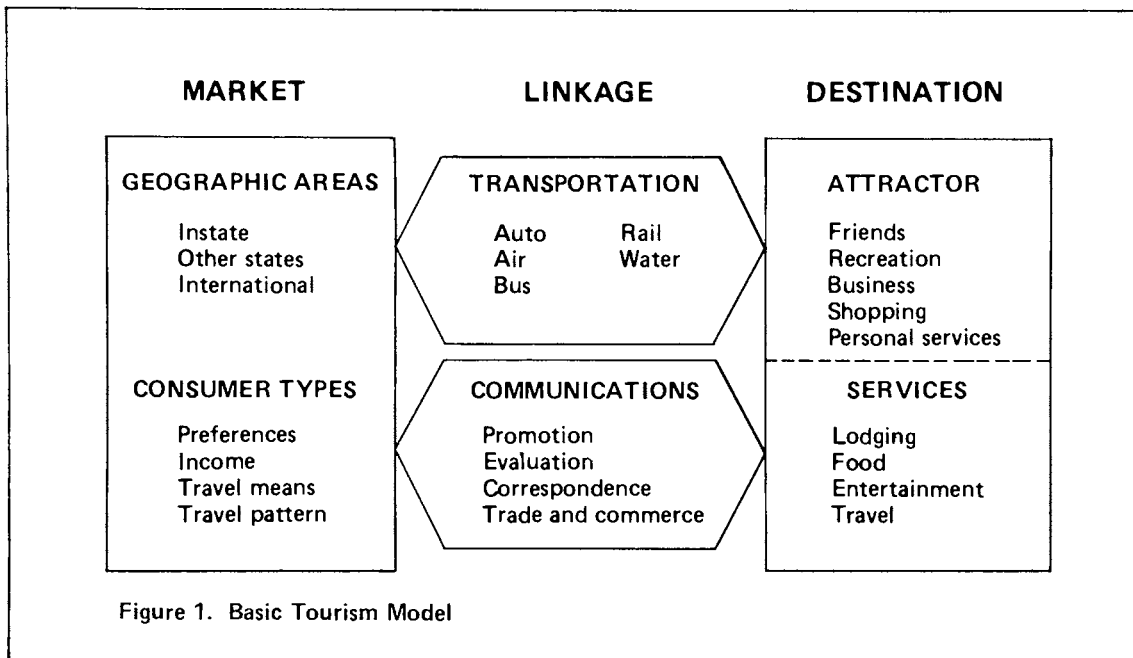 MARKET
LINKAGE
DESTINATION
GEOGRAPHIC AREAS
Instate
Other states
International
CONSUMER TYPES
Preferences
Income
Travel means
Travel pattern
TRANSPORTATION
Auto Rail
Air Water
Bus
COMMUNICATIONS
Promotion
Evaluation
Correspondence
Trade and commerce
ATTRACTOR
Friends
Recreation
Business
Shopping
Personal services
SERVICES
Lodging
Food
Entertainment
Travel
Figure 1. Basic Tourism Model